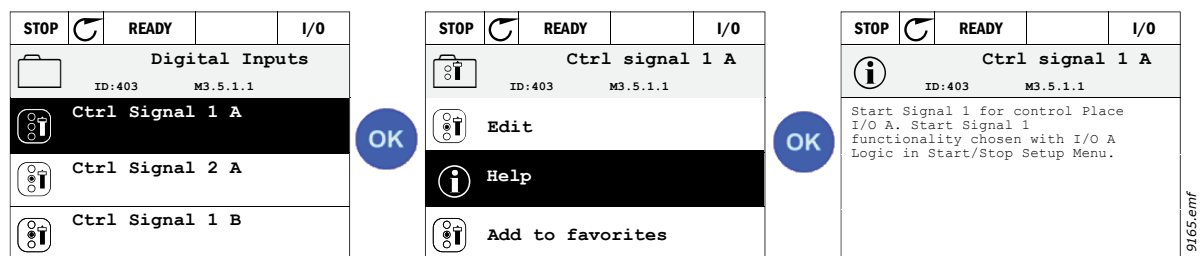 STOP READY I/O
Digital Inputs
ID:403 M3.5.1.1
Ctrl Signal 1 A
Ctrl Signal 2 A
Ctrl Signal 1 B
OK
STOP READY I/O
Ctrl signal 1 A
ID:403 M3.5.1.1
Edit
Help
Add to favorites
OK
STOP READY I/O
Ctrl signal 1 A
ID:403 M3.5.1.1
Start Signal 1 for control Place
I/O A. Start Signal 1
functionality chosen with I/O A
Logic in Start/Stop Setup Menu.
9165.emf